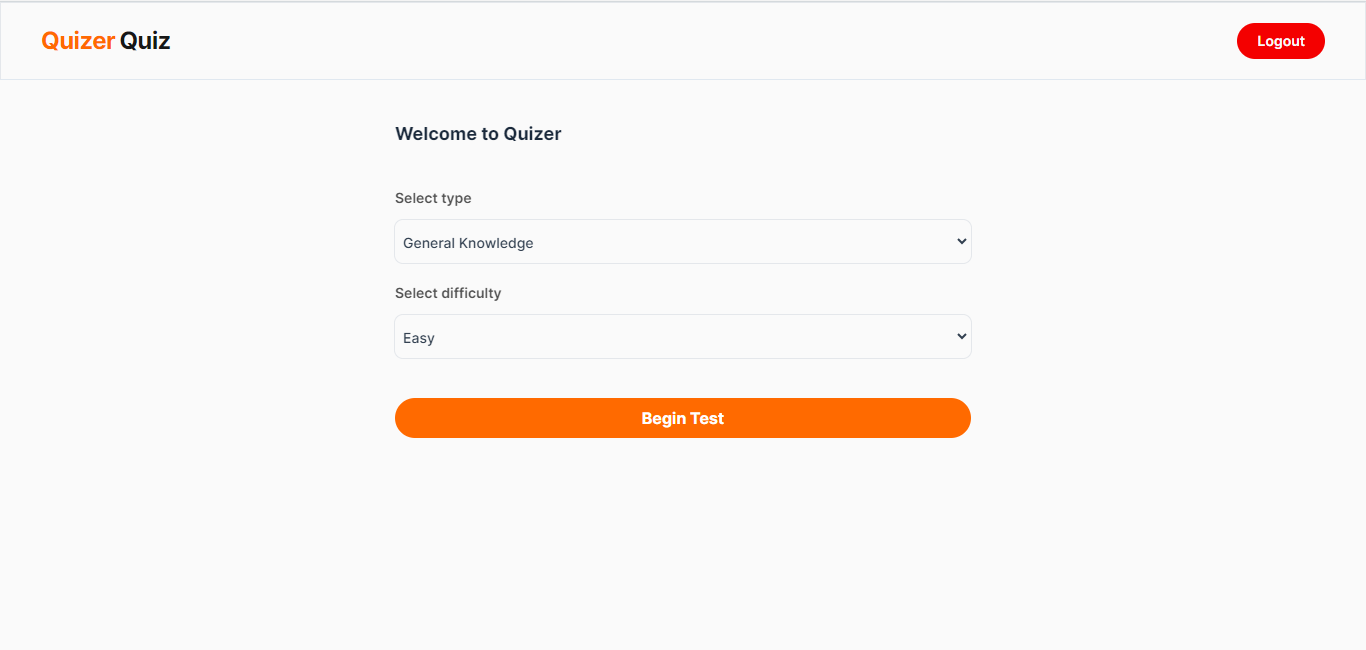 Quizer Quiz
Logout
Welcome to Quizer
Select type
General Knowledge
Select difficulty
Easy
Begin Test